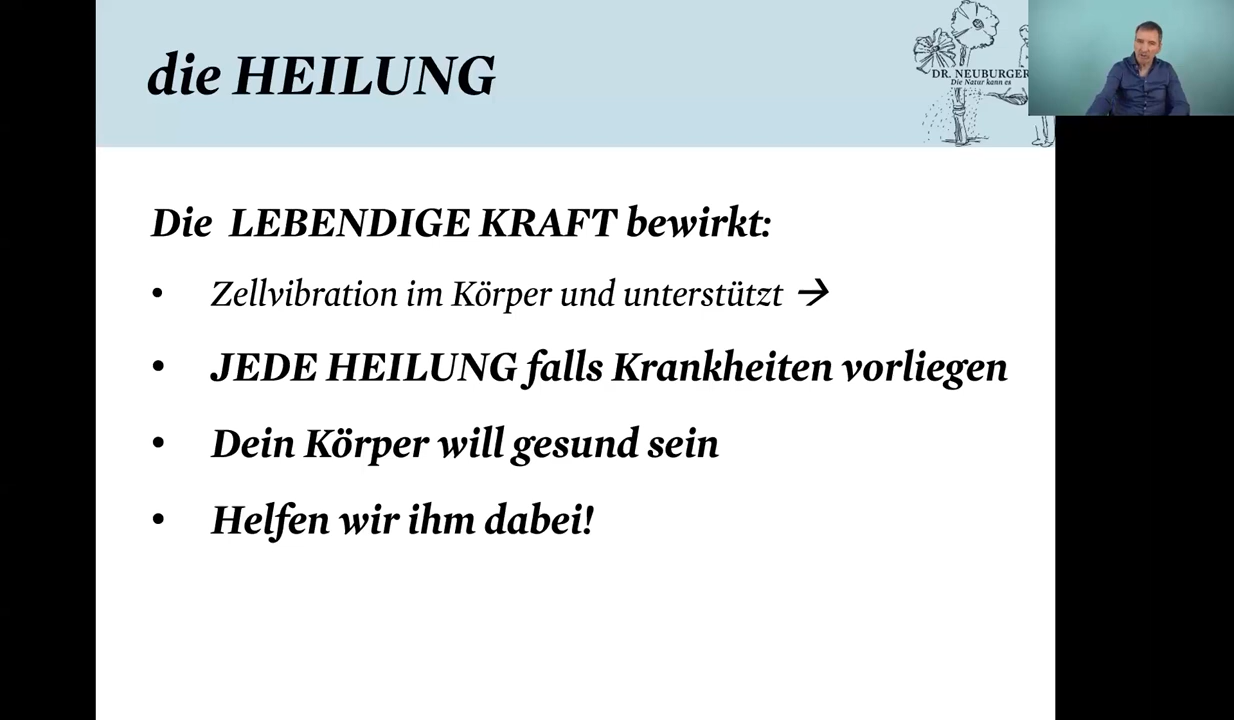 die HEILUNG
DR. NEUBURGER
Die Natur kann es
Die LEBENDIGE KRAFT bewirkt:
• Zellvibration im Körper und unterstützt →
• JEDE HEILUNG falls Krankheiten vorliegen
• Dein Körper will gesund sein
• Helfen wir ihm dabei!